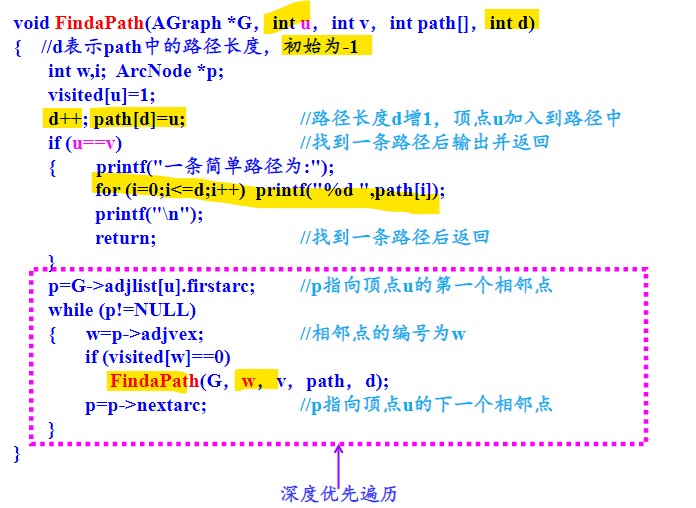 void FindaPath(AGraph *G，int u，int v，int path[]，int d)
{ //d表示path中的路径长度，初始为-1
int w,i; ArcNode *p;
visited[u]=1;
d++; path[d]=u; //路径长度d增1，顶点u加入到路径中
if (u==v) //找到一条路径后输出并返回
{ printf("一条简单路径为:");
for (i=0;i<=d;i++) printf("%d ",path[i]);
printf("\n");
return; //找到一条路径后返回
}
p=G->adjlist[u].firstarc; //p指向顶点u的第一个相邻点
while (p!=NULL)
{ w=p->adjvex; //相邻点的编号为w
if (visited[w]==0)
FindaPath(G，w，v，path，d);
p=p->nextarc; //p指向顶点u的下一个相邻点
}
}
深度优先遍历